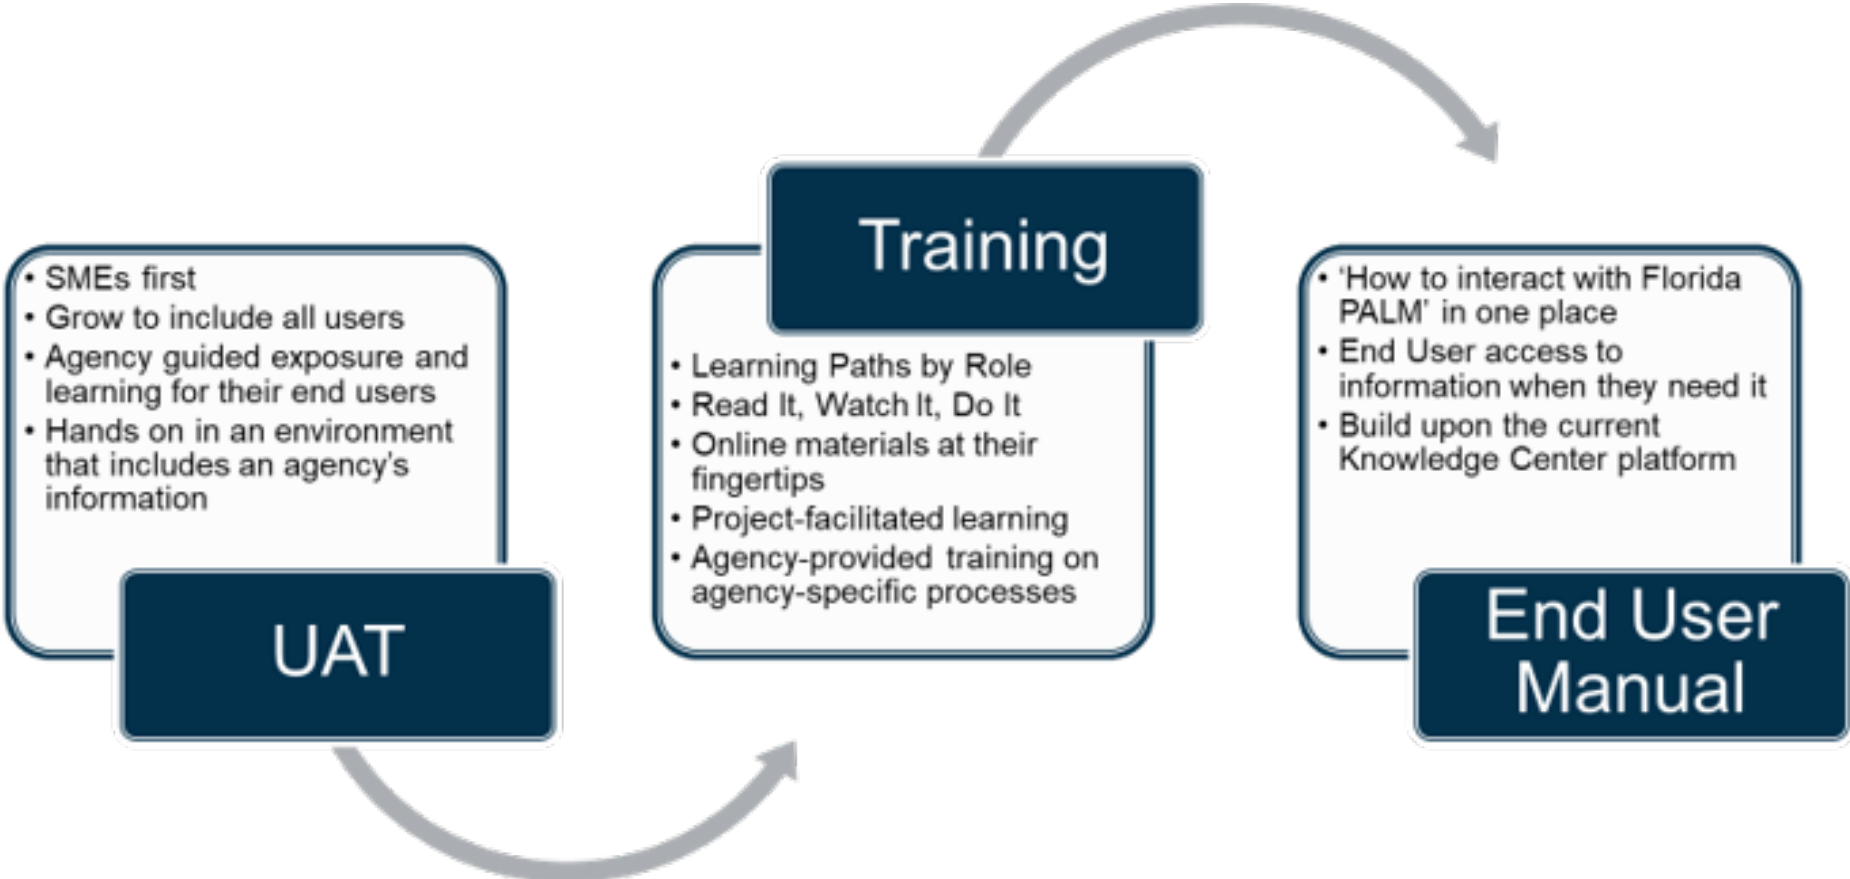 • SMEs first
• Grow to include all users
• Agency guided exposure and
learning for their end users
• Hands on in an environment
that includes an agency's
information
UAT
Training
• Learning Paths by Role
• Read It, Watch It, Do It
• Online materials at their
fingertips
• Project-facilitated learning
• Agency-provided training on
agency-specific processes
• ‘How to interact with Florida
PALM’ in one place
• End User access to
information when they need it
• Build upon the current
Knowledge Center platform
End User
Manual